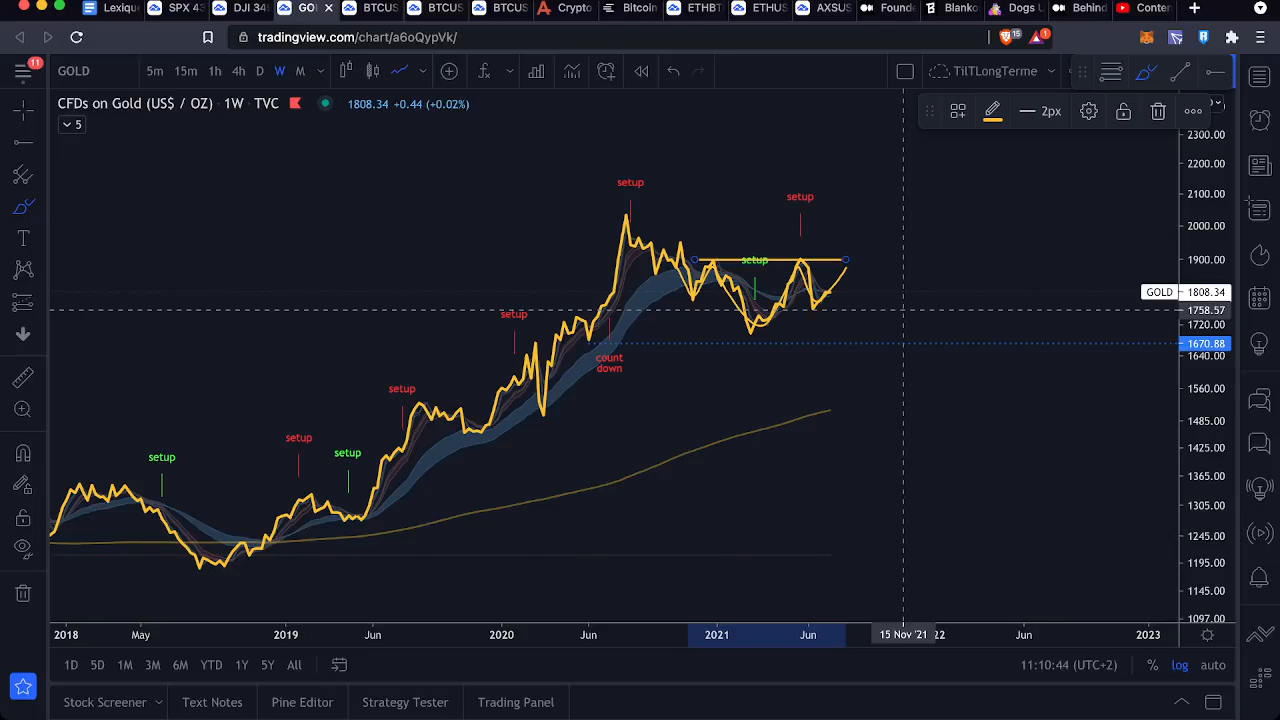 Lexique
SPX 43
DJI 34
GOL
BTCUS
BTCUS
BTCUS
Crypto
Bitcoin
ETHBT
ETHUS
AXSUS
Founde
Blanko
Dogs U
Behind
Conten
tradingview.com/chart/a6oQypVk/
15
1
11
GOLD
5m 15m 1h 4h D W M
TilTLongTerme
CFDs on Gold (US$ / OZ) · 1W · TVC
1808.34 +0.44 (+0.02%)
5
2px
2300.00
2200.00
2100.00
2000.00
1900.00
GOLD 1808.34
1758.57
1720.00
1670.88
1640.00
1560.00
1485.00
1425.00
1365.00
1305.00
1245.00
1195.00
1145.00
1097.00
setup
setup
setup
setup
count
down
setup
setup
setup
setup
2018 May 2019 Jun 2020 Jun 2021 Jun 15 Nov '21 22 Jun 2023
1D 5D 1M 3M 6M YTD 1Y 5Y All
11:10:44 (UTC+2) % log auto
Stock Screener Text Notes Pine Editor Strategy Tester Trading Panel